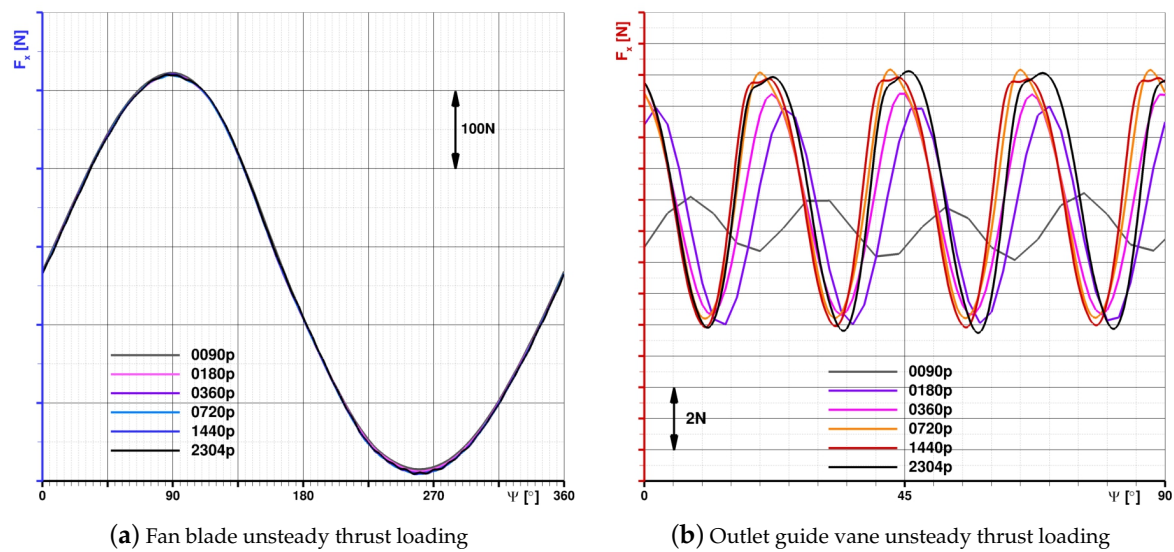 F_x [N]
100N
0090p
0180p
0360p
0720p
1440p
2304p
0 90 180 270 Ψ [°] 360
(a) Fan blade unsteady thrust loading
F_x [N]
2N
0090p
0180p
0360p
0720p
1440p
2304p
0 45 Ψ [°] 90
(b) Outlet guide vane unsteady thrust loading